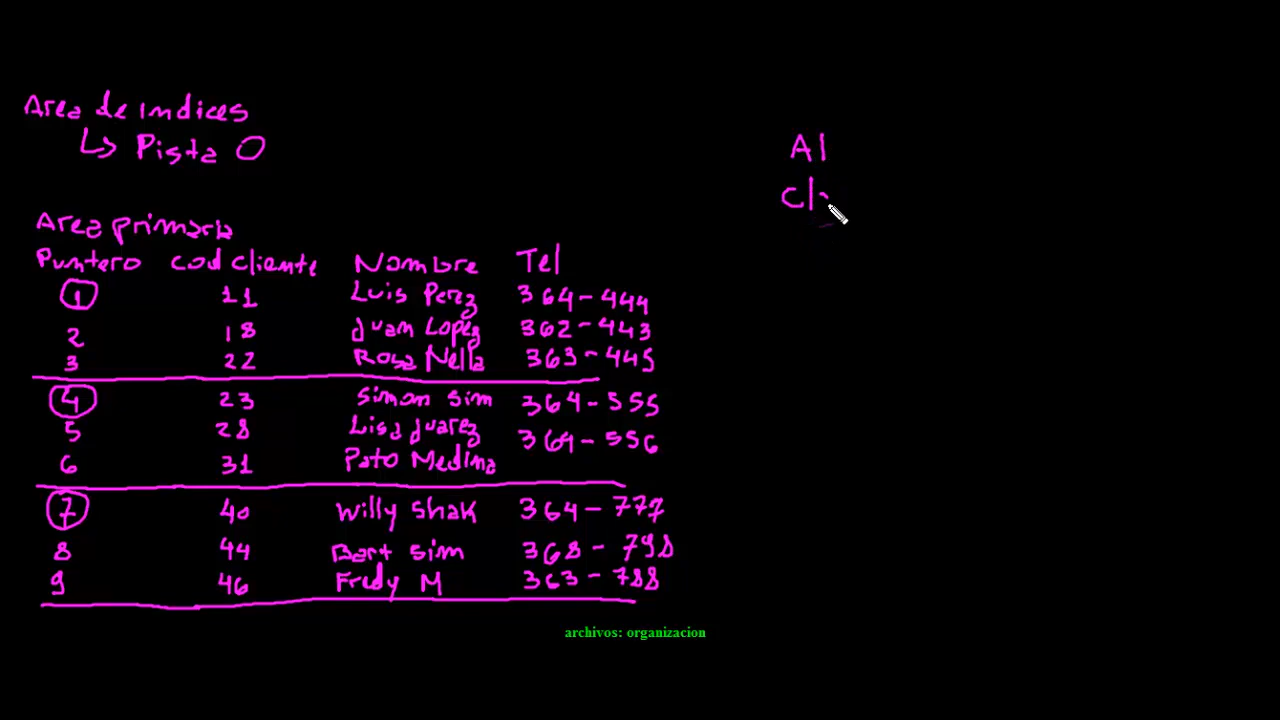 Area de indices
↳ Pista 0
Area primaria
Puntero cod cliente Nombre Tel
1 11 Luis Perez 364-444
2 18 Juan Lopez 362-443
3 22 Rosa Nella 363-445
4 23 Simon Sim 364-555
5 28 Lisa Juarez 364-556
6 31 Pato Medina
7 40 Willy Shak 364-777
8 44 Bart Sim 368-798
9 46 Fredy M 363-788
AI
Cl
archivos: organizacion